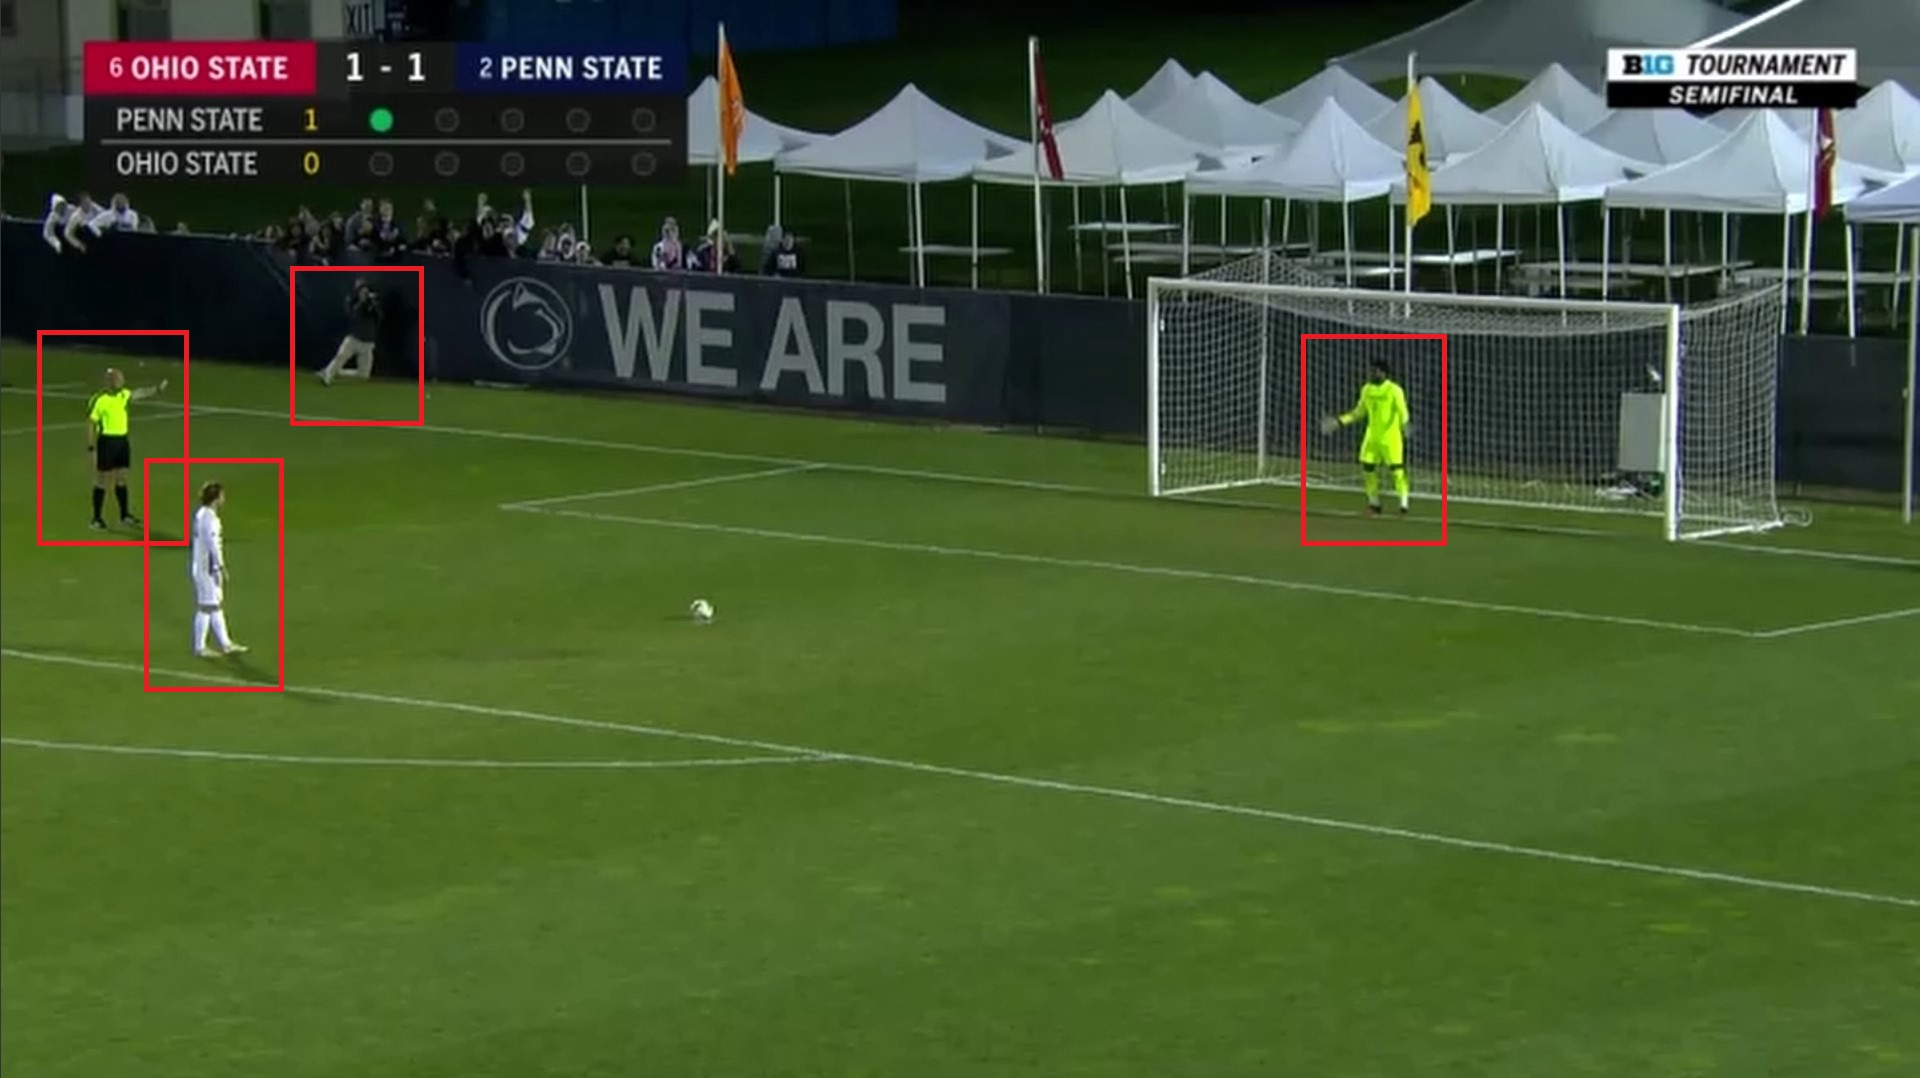 EXIT
6 OHIO STATE 1 - 1 2 PENN STATE
PENN STATE 1
OHIO STATE 0
B1G TOURNAMENT
SEMIFINAL
WE ARE